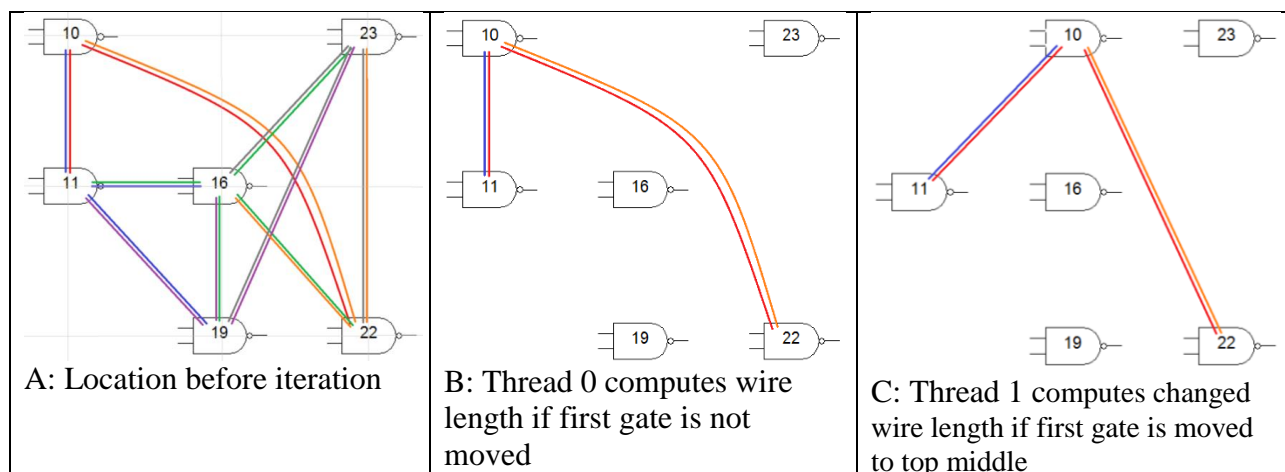 10
23
11
16
19
22
A: Location before iteration
10
23
11
16
19
22
B: Thread 0 computes wire
length if first gate is not
moved
10
23
11
16
19
22
C: Thread 1 computes changed
wire length if first gate is moved
to top middle